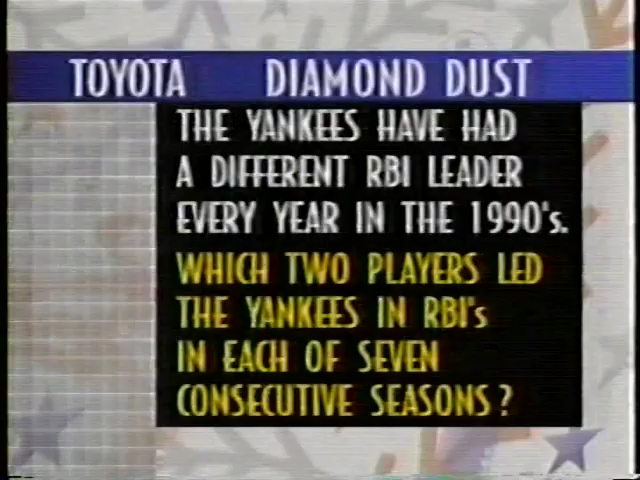 TOYOTA DIAMOND DUST
THE YANKEES HAVE HAD
A DIFFERENT RBI LEADER
EVERY YEAR IN THE 1990's.
WHICH TWO PLAYERS LED
THE YANKEES IN RBI's
IN EACH OF SEVEN
CONSECUTIVE SEASONS?